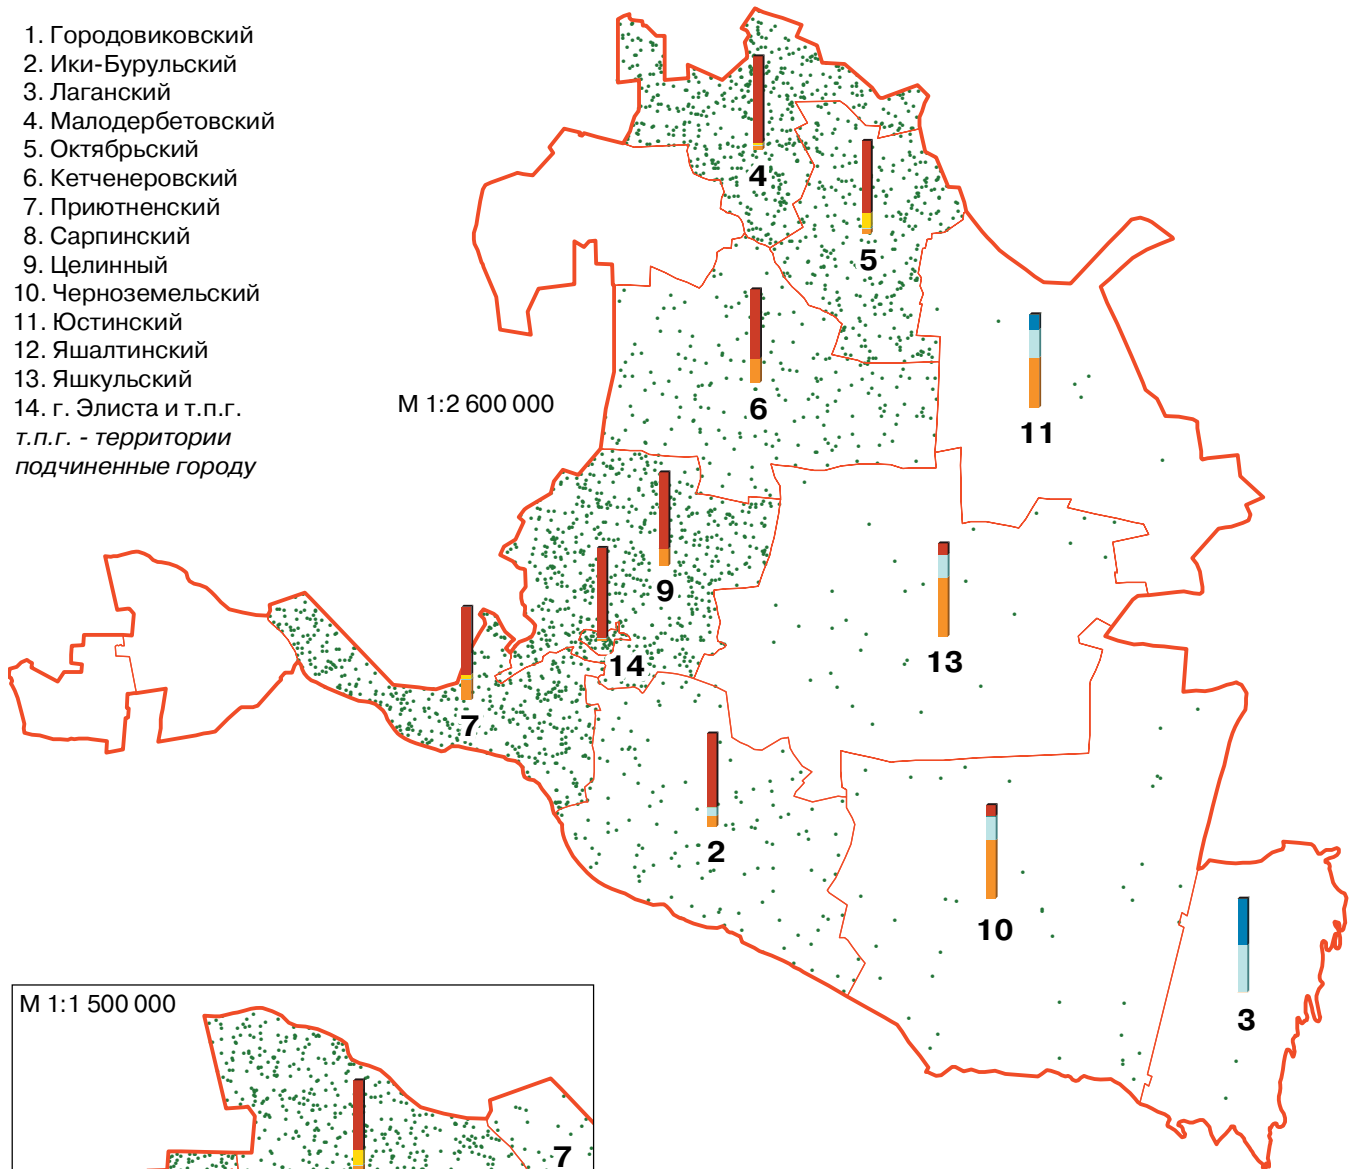 1. Городовиковский
2. Ики-Бурульский
3. Лаганский
4. Малодербетовский
5. Октябрьский
6. Кетченеровский
7. Приютненский
8. Сарпинский
9. Целинный
10. Черноземельский
11. Юстинский
12. Яшалтинский
13. Яшкульский
14. г. Элиста и т.п.г.
т.п.г. - территории
подчиненные городу
М 1:2 600 000
4
5
6
11
9
14
13
7
2
10
3
М 1:1 500 000
7